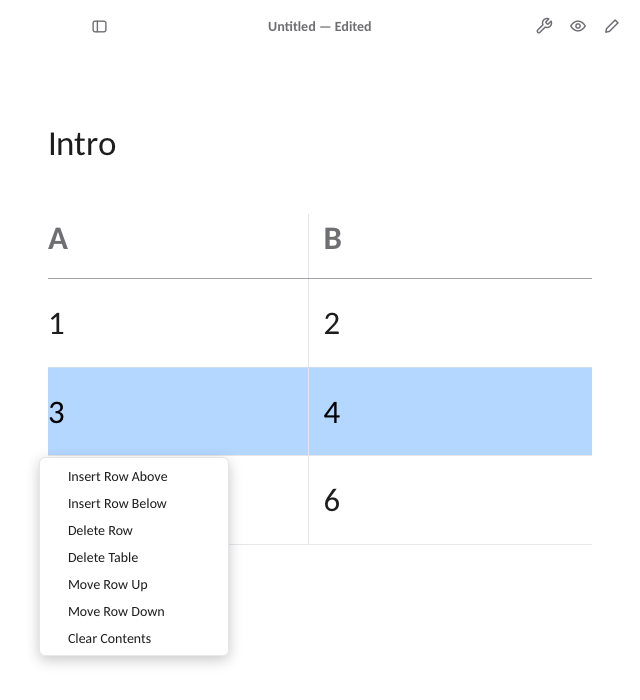 Untitled — Edited
Intro
A B
1 2
3 4
6
Insert Row Above
Insert Row Below
Delete Row
Delete Table
Move Row Up
Move Row Down
Clear Contents